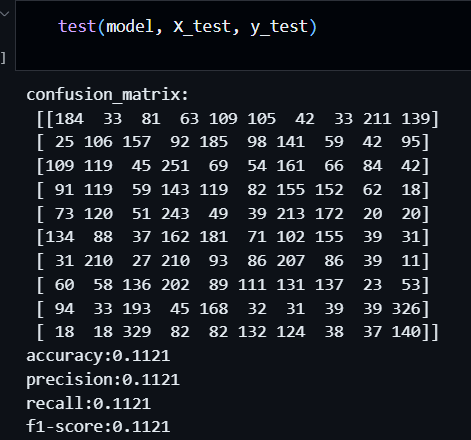 test(model, X_test, y_test)
]
confusion_matrix:
[[184 33 81 63 109 105 42 33 211 139]
[ 25 106 157 92 185 98 141 59 42 95]
[109 119 45 251 69 54 161 66 84 42]
[ 91 119 59 143 119 82 155 152 62 18]
[ 73 120 51 243 49 39 213 172 20 20]
[134 88 37 162 181 71 102 155 39 31]
[ 31 210 27 210 93 86 207 86 39 11]
[ 60 58 136 202 89 111 131 137 23 53]
[ 94 33 193 45 168 32 31 39 39 326]
[ 18 18 329 82 82 132 124 38 37 140]]
accuracy:0.1121
precision:0.1121
recall:0.1121
f1-score:0.1121